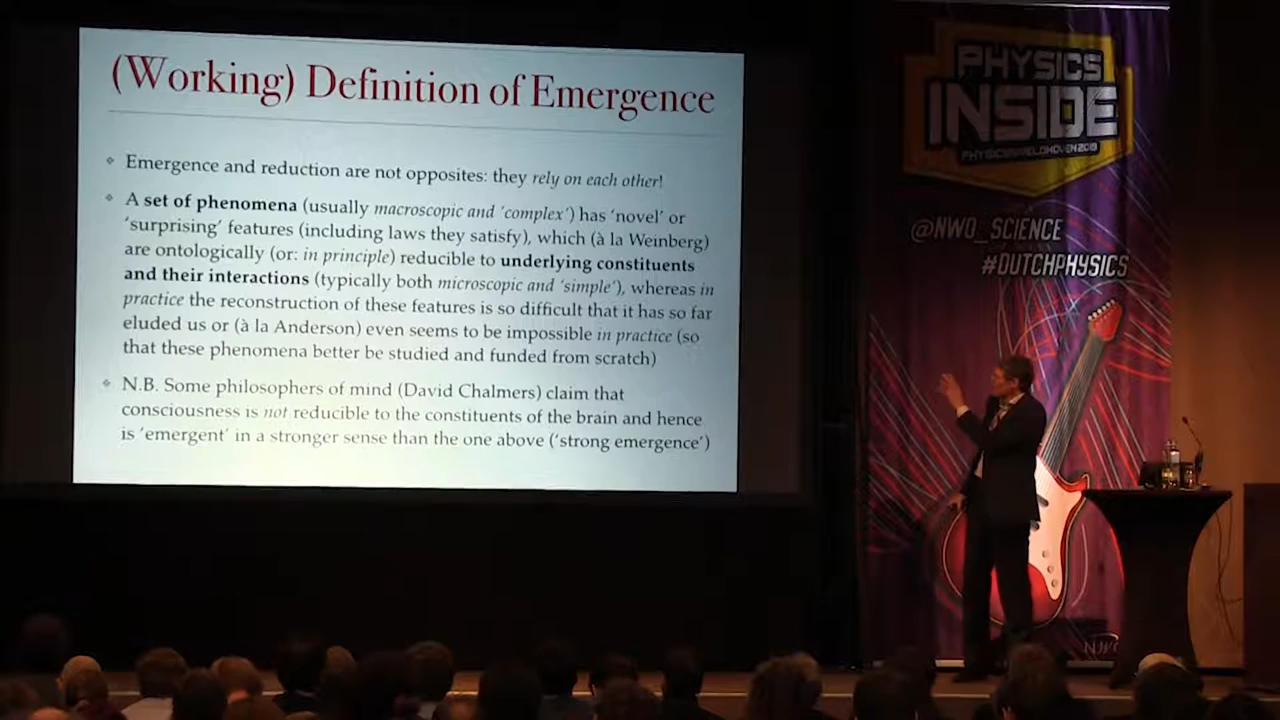 (Working) Definition of Emergence
Emergence and reduction are not opposites: they rely on each other!
A set of phenomena (usually macroscopic and 'complex') has 'novel' or
'surprising' features (including laws they satisfy), which (à la Weinberg)
are ontologically (or: in principle) reducible to underlying constituents
and their interactions (typically both microscopic and 'simple'), whereas in
practice the reconstruction of these features is so difficult that it has so far
eluded us or (à la Anderson) even seems to be impossible in practice (so
that these phenomena better be studied and funded from scratch)
N.B. Some philosophers of mind (David Chalmers) claim that
consciousness is not reducible to the constituents of the brain and hence
is 'emergent' in a stronger sense than the one above ('strong emergence')
PHYSICS
INSIDE
PHYSICS@VELDHOVEN 2019
@NWO_SCIENCE
#DUTCHPHYSICS
NWO